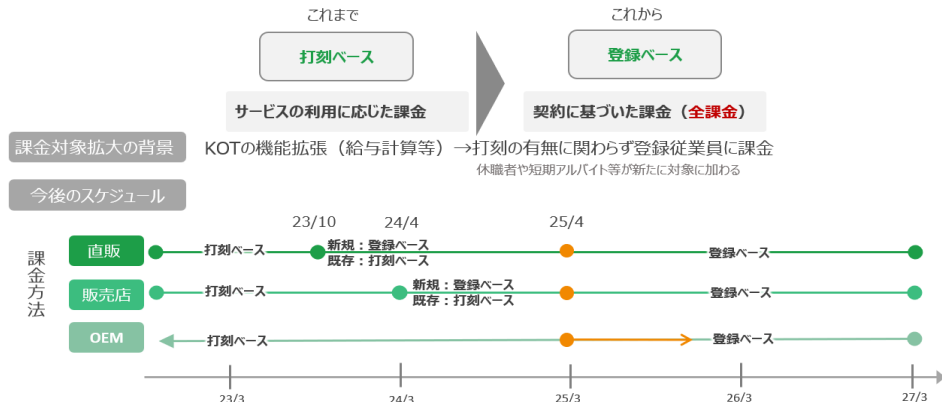 これまで
これから
打刻ベース
登録ベース
サービスの利用に応じた課金
契約に基づいた課金（全課金）
課金対象拡大の背景
KOTの機能拡張（給与計算等）→打刻の有無に関わらず登録従業員に課金
休職者や短期アルバイト等が新たに対象に加わる
今後のスケジュール
23/10
24/4
25/4
課金方法
直販
打刻ベース
新規：登録ベース
既存：打刻ベース
登録ベース
販売店
打刻ベース
新規：登録ベース
既存：打刻ベース
登録ベース
OEM
打刻ベース
登録ベース
23/3
24/3
25/3
26/3
27/3